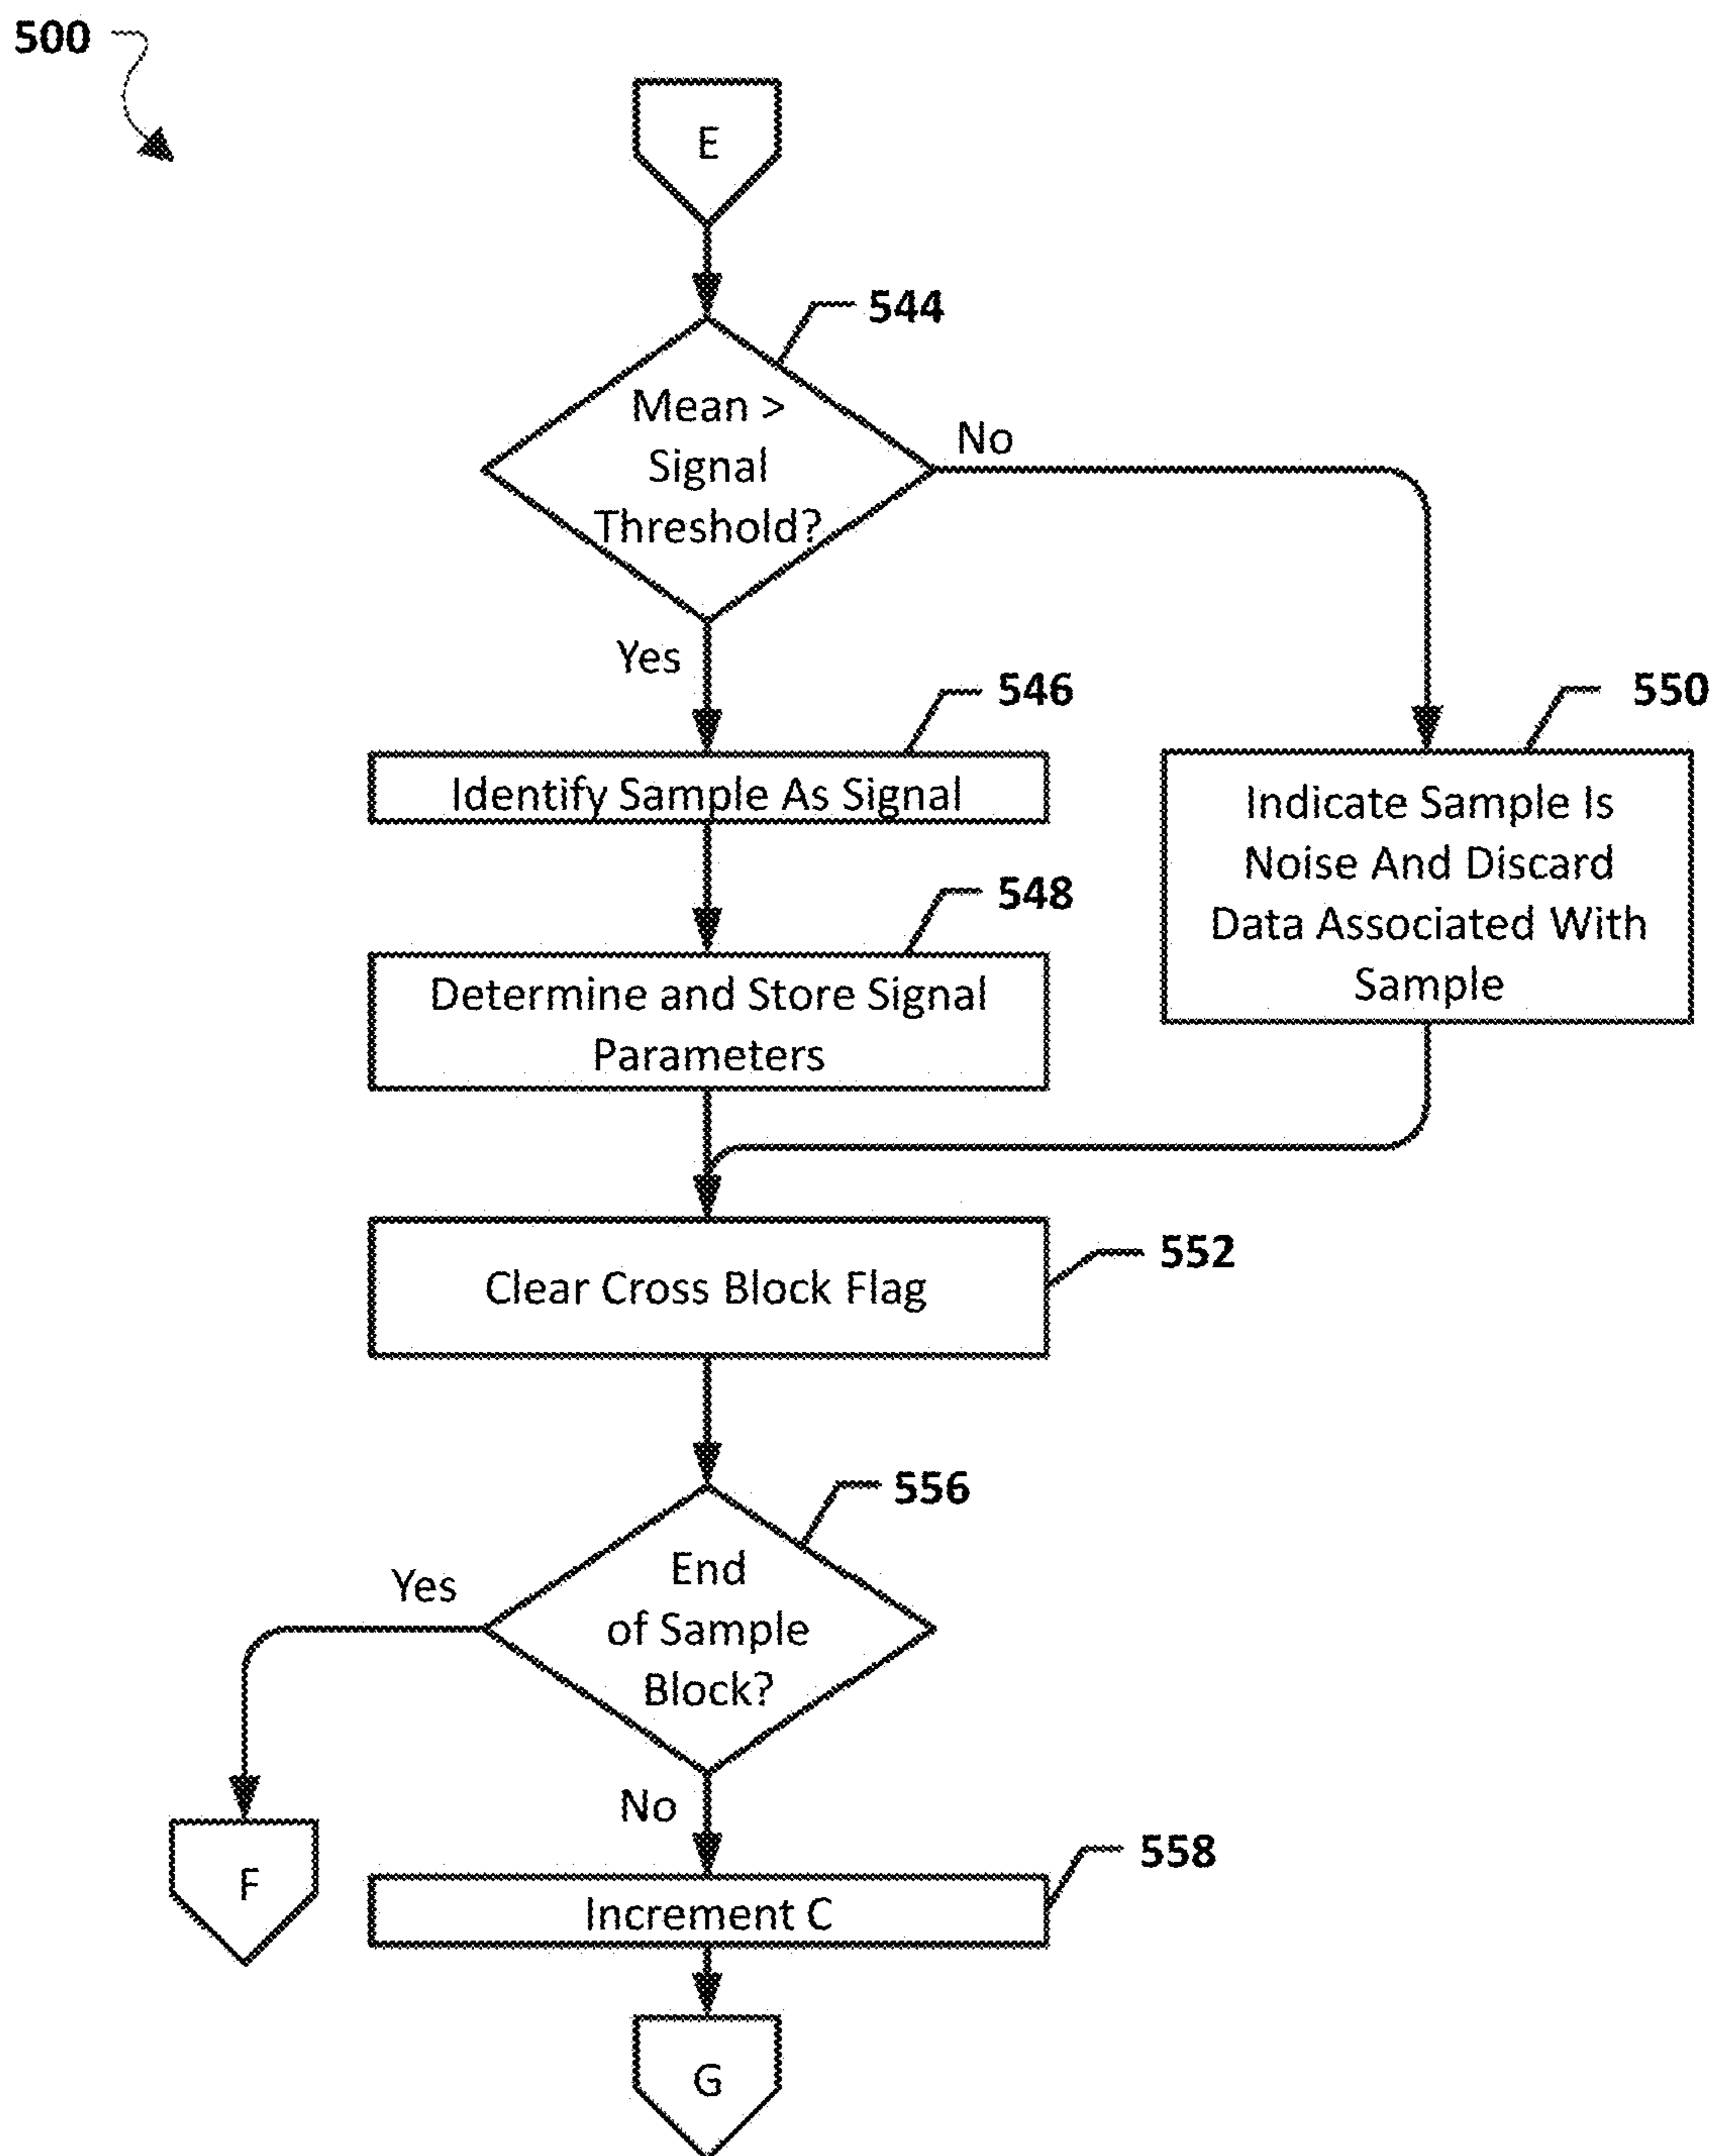 500
E
544
Mean >
Signal
Threshold?
No
Yes
546
Identify Sample As Signal
550
Indicate Sample Is
Noise And Discard
Data Associated With
Sample
548
Determine and Store Signal
Parameters
552
Clear Cross Block Flag
556
End
of Sample
Block?
Yes
No
F
558
Increment C
G